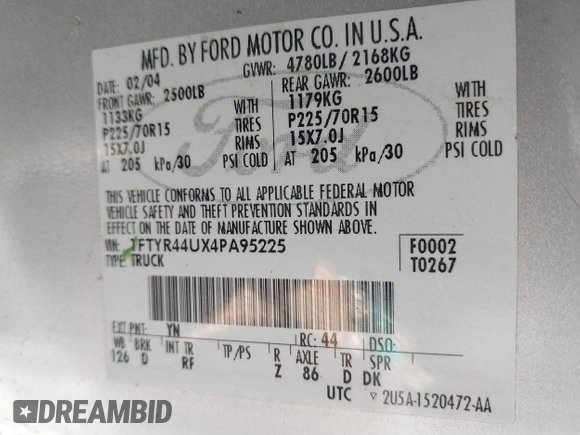 MFD. BY FORD MOTOR CO. IN U.S.A.
DATE: 02/04 GVWR: 4780LB/ 2168KG
FRONT GAWR: 2500LB REAR GAWR: 2600LB
1133KG 1179KG WITH
P225/70R15 WITH P225/70R15 TIRES
15X7.0J TIRES 15X7.0J RIMS
AT 205 kPa/30 RIMS PSI COLD AT 205 kPa/30 PSI COLD
Ford
THIS VEHICLE CONFORMS TO ALL APPLICABLE FEDERAL MOTOR
VEHICLE SAFETY AND THEFT PREVENTION STANDARDS IN
EFFECT ON THE DATE OF MANUFACTURE SHOWN ABOVE.
VIN: 1FTYR44UX4PA95225 F0002
TYPE: TRUCK T0267
EXT PNT: YN RC: 44 DSO:
WB BRK INT TR TP/PS R AXLE TR SPR
126 D RF Z 86 D DK
UTC ▽ 2U5A-1520472-AA
DREAMBID